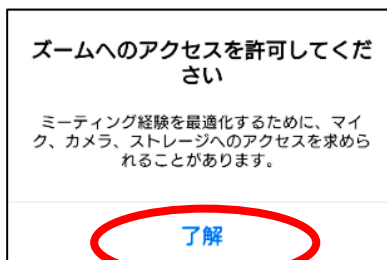 ズームへのアクセスを許可してくだ
さい
ミーティング経験を最適化するために、マイ
ク、カメラ、ストレージへのアクセスを求めら
れることがあります。
了解